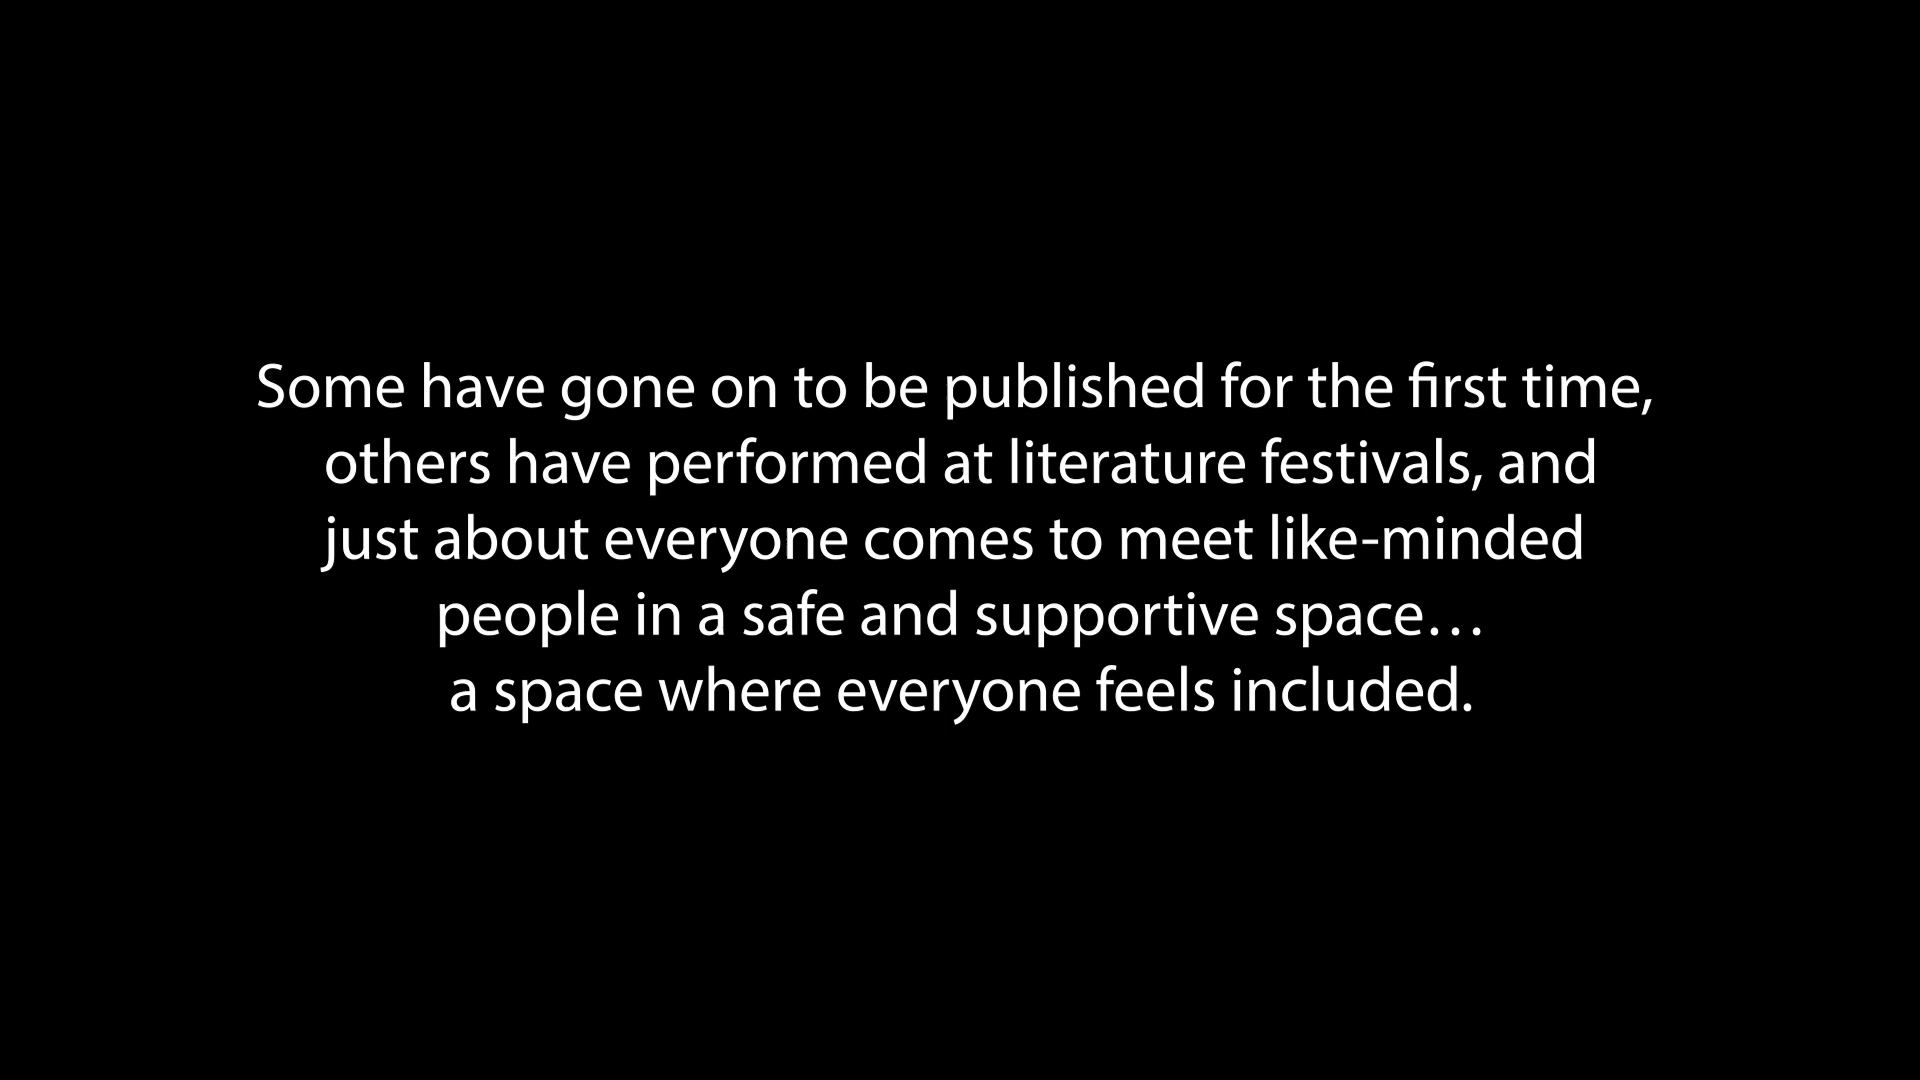 Some have gone on to be published for the first time,
others have performed at literature festivals, and
just about everyone comes to meet like-minded
people in a safe and supportive space…
a space where everyone feels included.